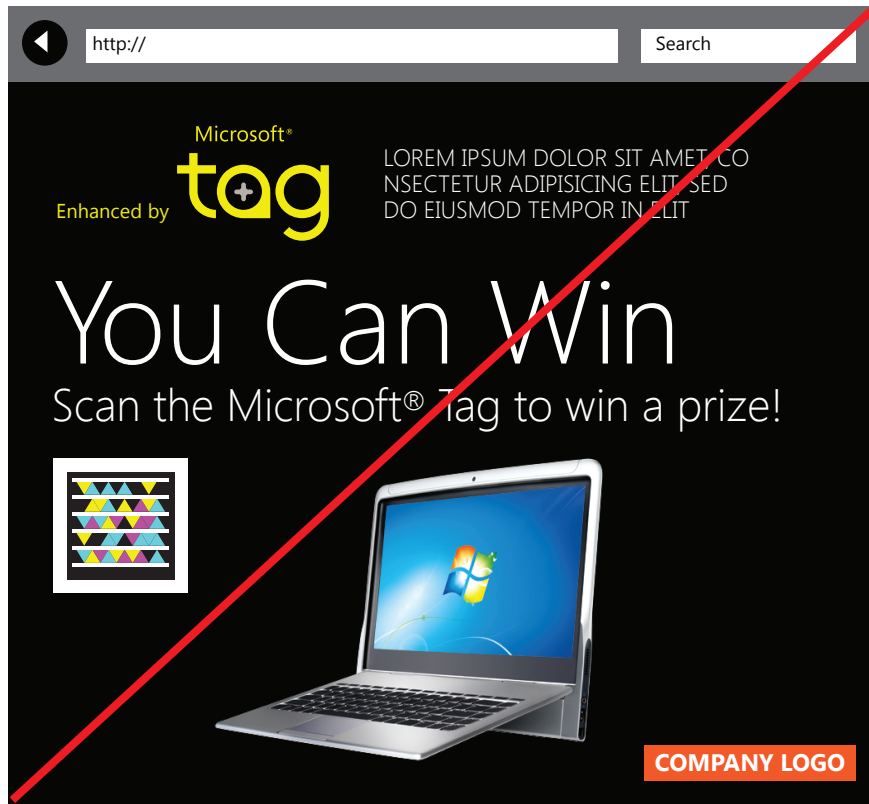 http://
Search
Microsoft®
Enhanced by tag
LOREM IPSUM DOLOR SIT AMET, CO
NSECTETUR ADIPISICING ELIT, SED
DO EIUSMOD TEMPOR IN ELIT
You Can Win
Scan the Microsoft® Tag to win a prize!
COMPANY LOGO